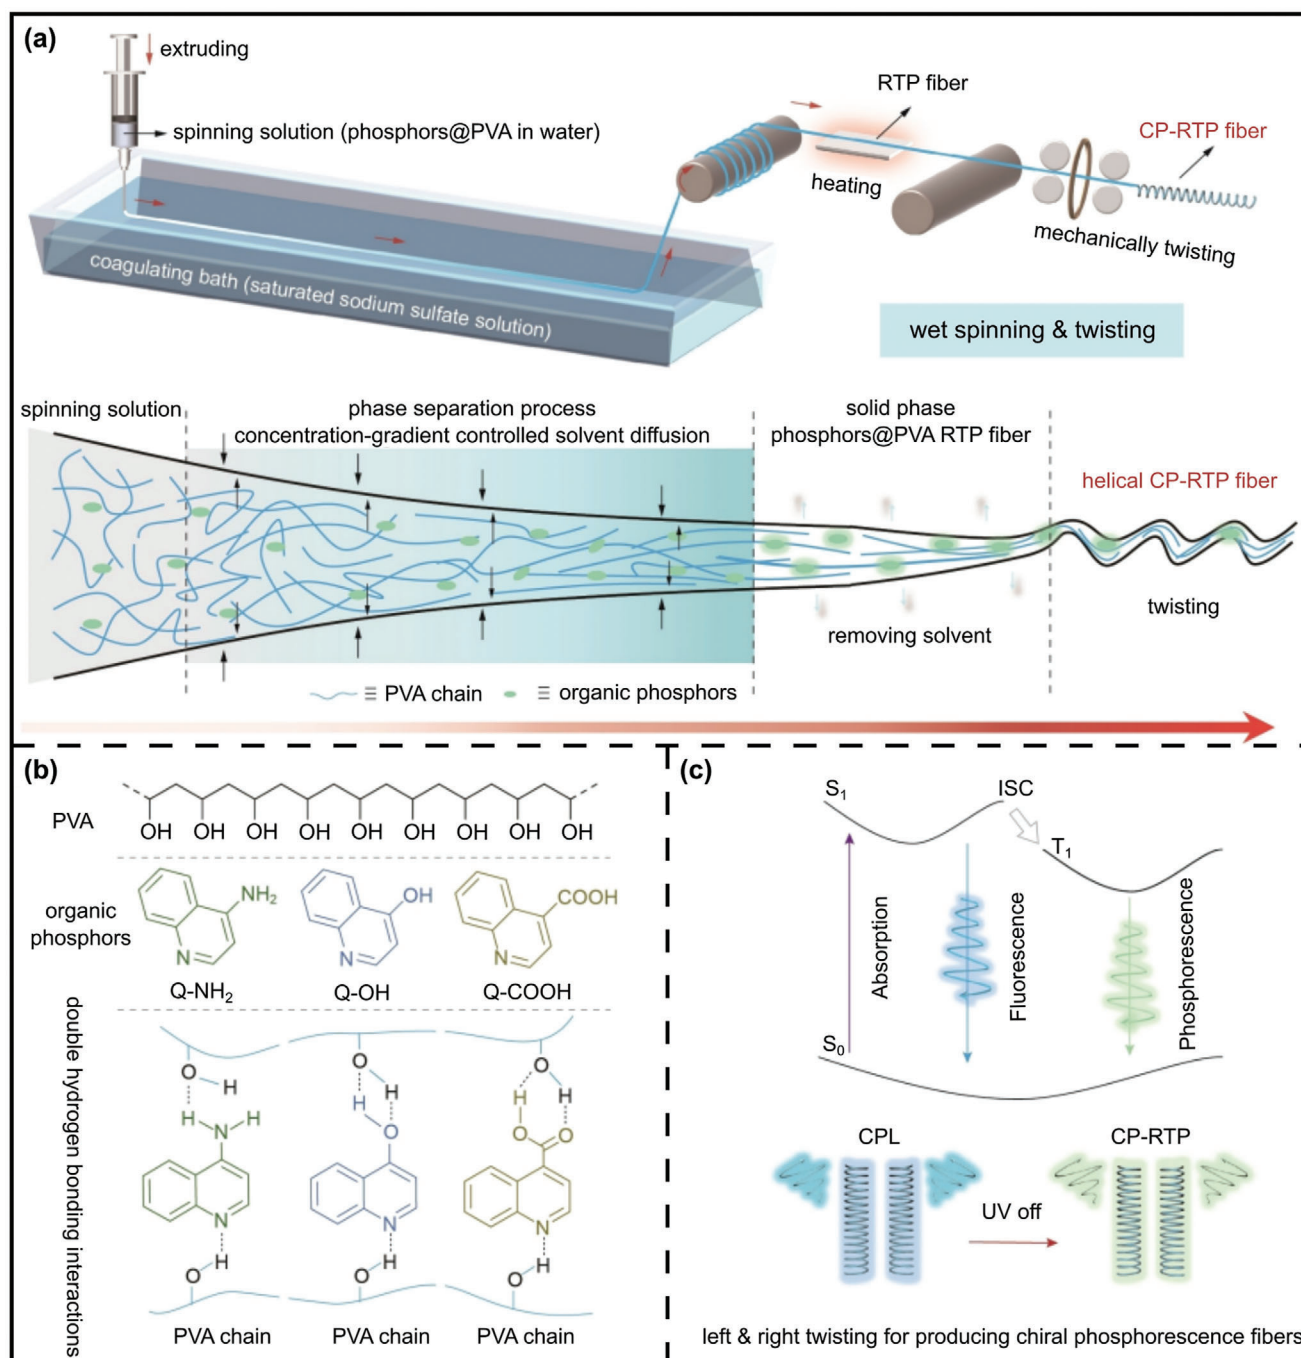 (a)
extruding
spinning solution (phosphors@PVA in water)
RTP fiber
CP-RTP fiber
heating
mechanically twisting
coagulating bath (saturated sodium sulfate solution)
wet spinning & twisting
spinning solution
phase separation process
concentration-gradient controlled solvent diffusion
solid phase
phosphors@PVA RTP fiber
helical CP-RTP fiber
removing solvent
twisting
PVA chain
organic phosphors
(b)
PVA
OH OH OH OH OH OH OH OH OH
organic
phosphors
NH₂
N
OH
N
COOH
N
Q-NH₂
Q-OH
Q-COOH
double hydrogen bonding interactions
O H
H N H
N
H
O
O H
H O
N
H
O
O H
H
O O
N
H
O
PVA chain
PVA chain
PVA chain
(c)
S₁
ISC
T₁
Absorption
Fluorescence
Phosphorescence
S₀
CPL
CP-RTP
UV off
left & right twisting for producing chiral phosphorescence fibers